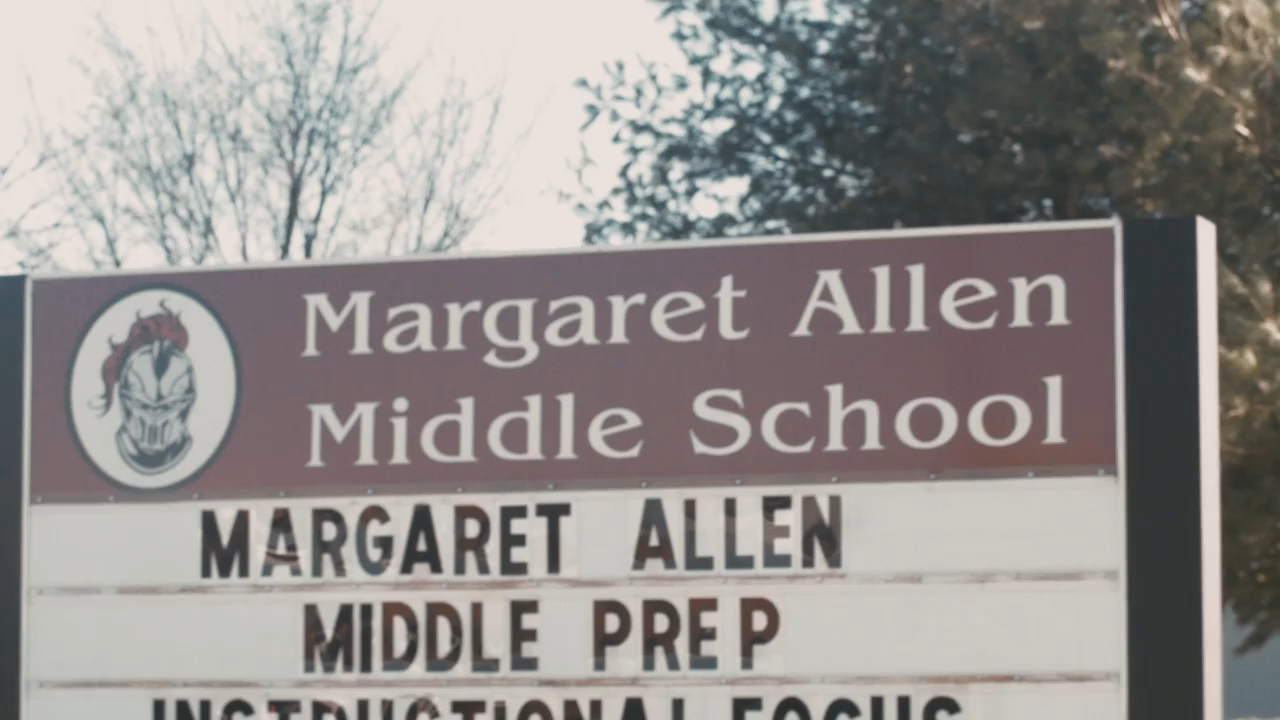 Margaret Allen
Middle School
MARGARET ALLEN
MIDDLE PREP
INSTRUCTIONAL FOCUS